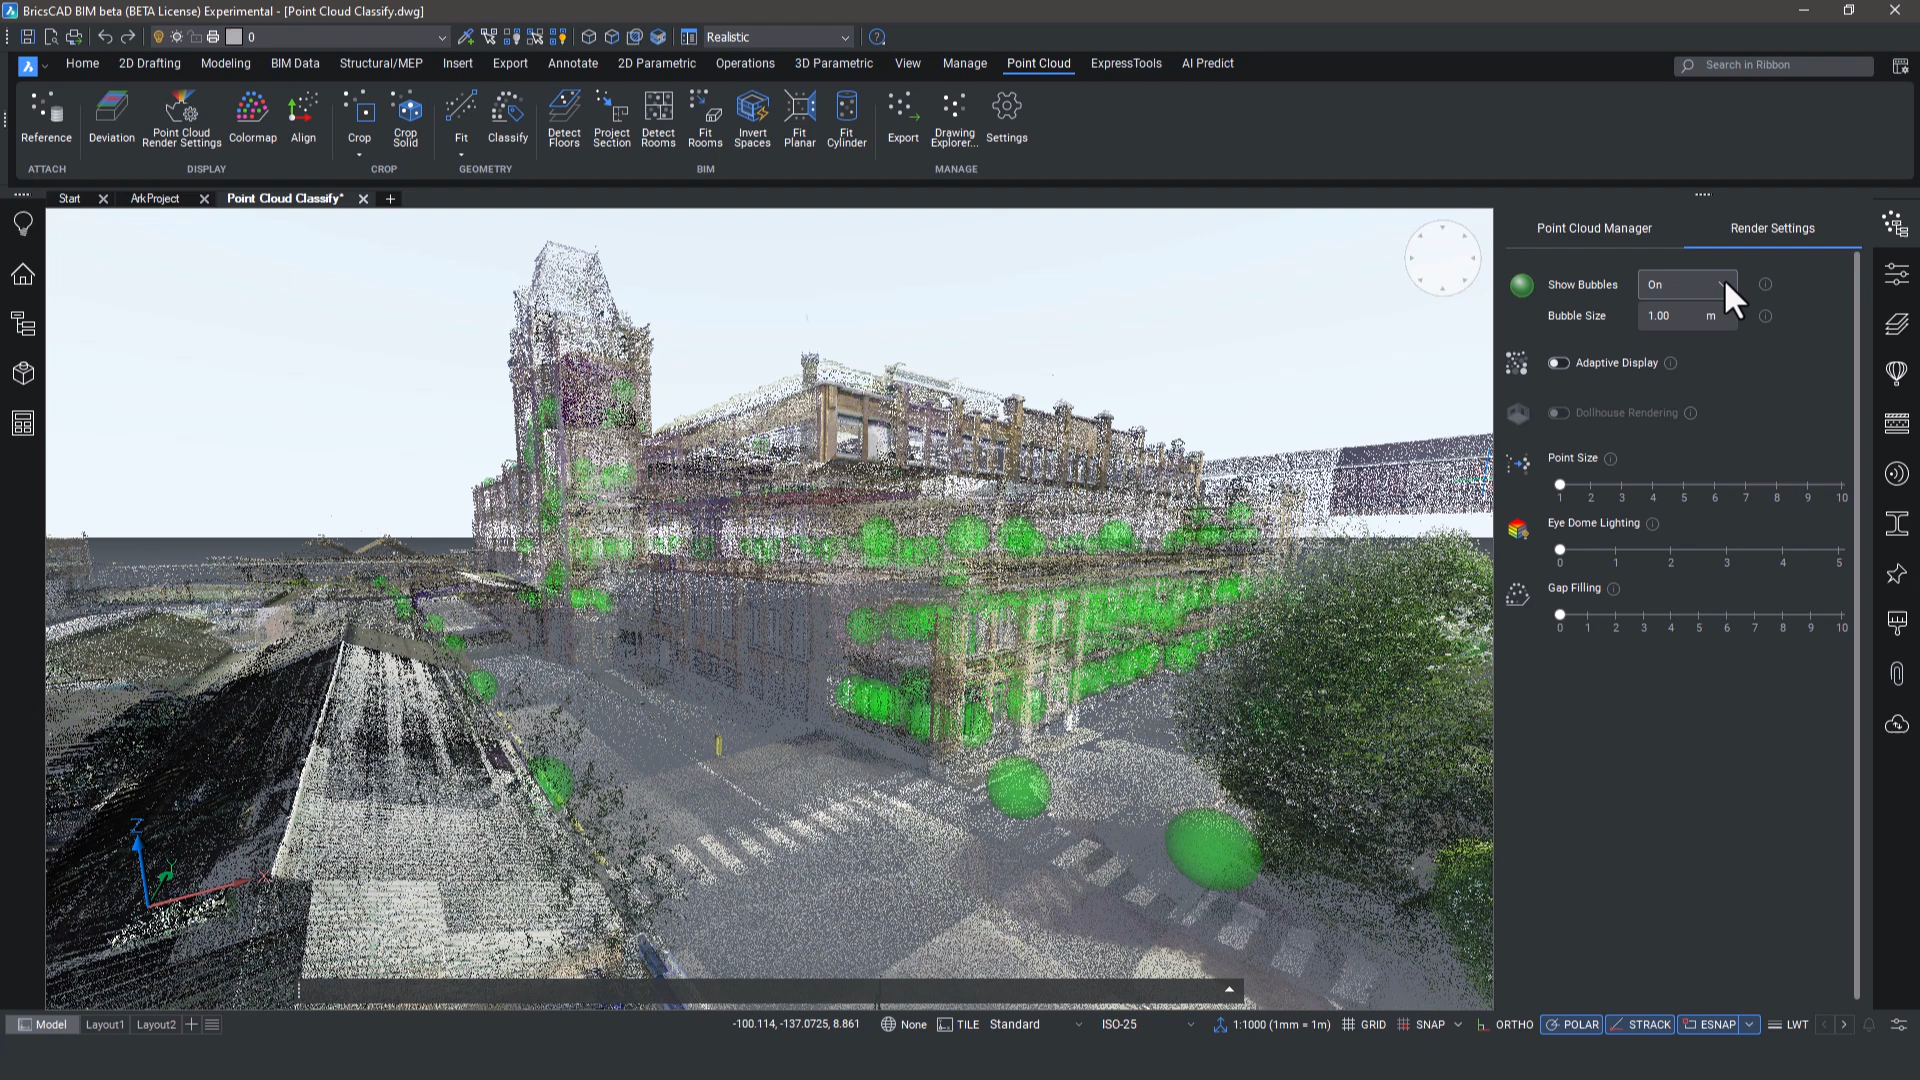 BricsCAD BIM beta (BETA License) Experimental - [Point Cloud Classify.dwg]
0
Realistic
Home 2D Drafting Modeling BIM Data Structural/MEP Insert Export Annotate 2D Parametric Operations 3D Parametric View Manage Point Cloud ExpressTools AI Predict
Search in Ribbon
Reference Deviation Point Cloud Render Settings Colormap Align Crop Crop Solid Fit Classify Detect Floors Project Section Detect Rooms Fit Rooms Invert Spaces Fit Planar Fit Cylinder Export Drawing Explorer... Settings
ATTACH DISPLAY CROP GEOMETRY BIM MANAGE
Start ArkProject Point Cloud Classify*
Point Cloud Manager Render Settings
Show Bubbles On
Bubble Size 1.00 m
Adaptive Display
Dollhouse Rendering
Point Size
1 2 3 4 5 6 7 8 9 10
Eye Dome Lighting
0 1 2 3 4 5
Gap Filling
0 1 2 3 4 5 6 7 8 9 10
Z
Y
X
Model Layout1 Layout2 -100.114, -137.0725, 8.861 None TILE Standard ISO-25 1:1000 (1mm = 1m) GRID SNAP ORTHO POLAR STRACK ESNAP LWT